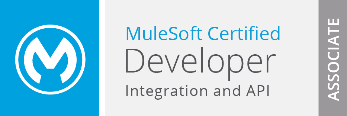 MuleSoft Certified
Developer
Integration and API
ASSOCIATE